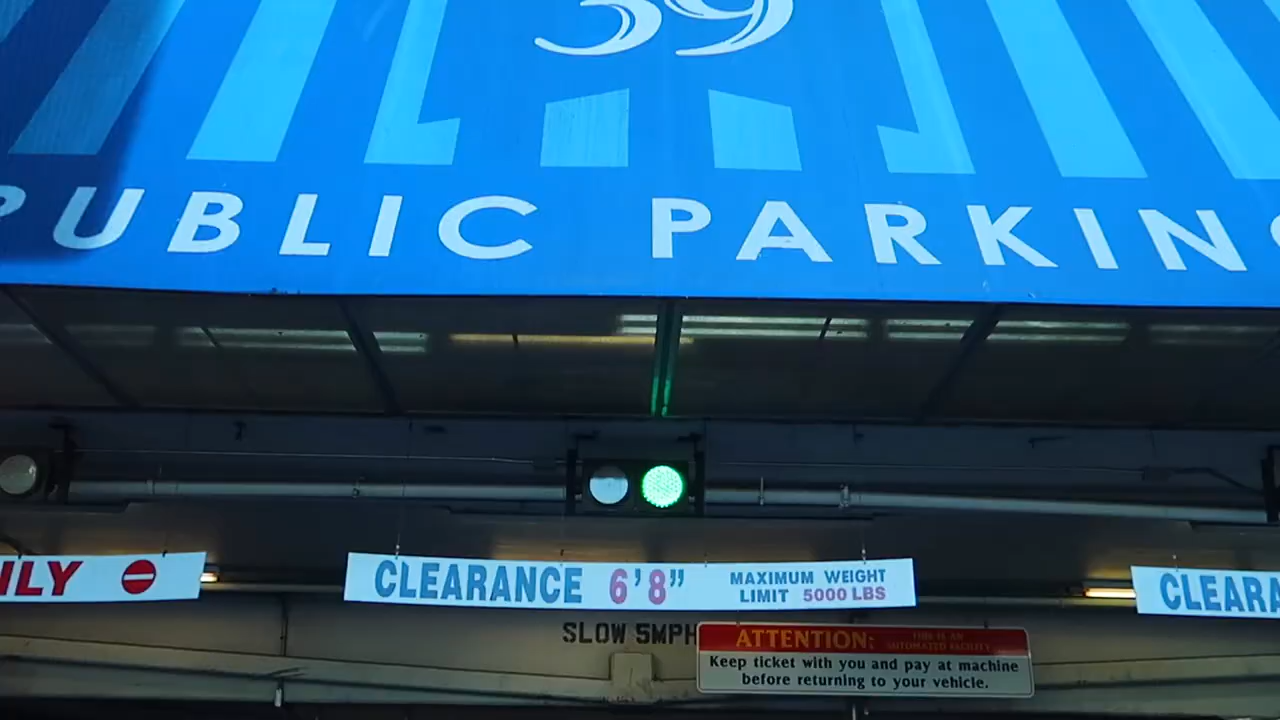 39
PUBLIC PARKIN
NLY
CLEARANCE 6'8"
MAXIMUM WEIGHT
LIMIT 5000 LBS
CLEARA
SLOW 5MPH
ATTENTION:
THIS IS AN
AUTOMATED FACILITY
Keep ticket with you and pay at machine
before returning to your vehicle.